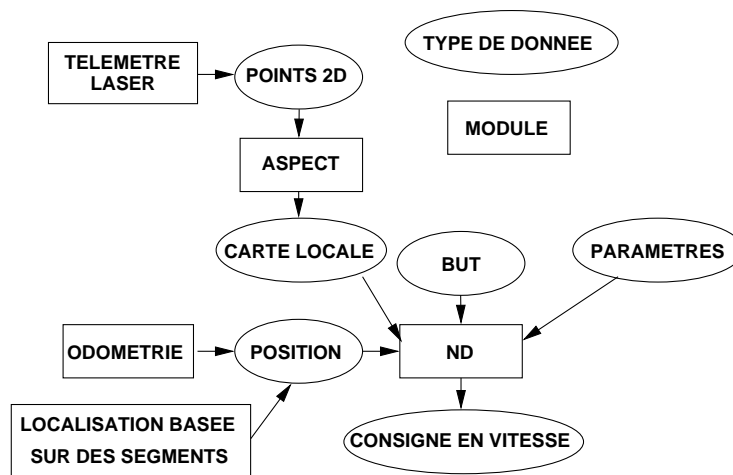 TYPE DE DONNEE
TELEMETRE
LASER
POINTS 2D
MODULE
ASPECT
CARTE LOCALE
BUT
PARAMETRES
ODOMETRIE
POSITION
ND
LOCALISATION BASEE
SUR DES SEGMENTS
CONSIGNE EN VITESSE